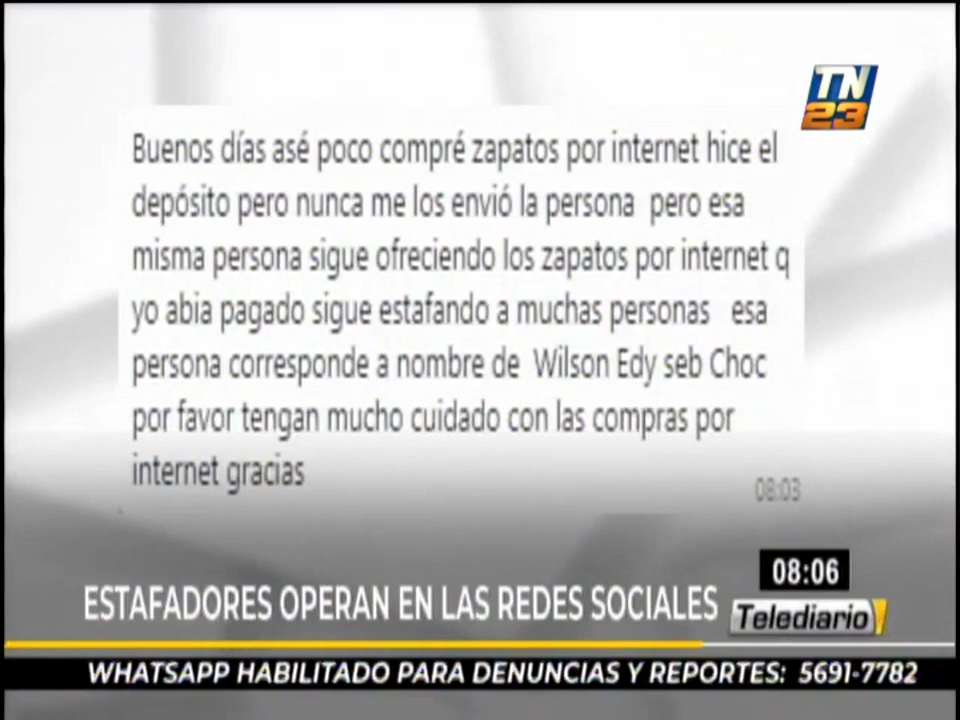 TN
23
Buenos días asé poco compré zapatos por internet hice el
depósito pero nunca me los envió la persona pero esa
misma persona sigue ofreciendo los zapatos por internet q
yo abia pagado sigue estafando a muchas personas esa
persona corresponde a nombre de Wilson Edy seb Choc
por favor tengan mucho cuidado con las compras por
internet gracias
08:03
08:06
ESTAFADORES OPERAN EN LAS REDES SOCIALES
Telediario
WHATSAPP HABILITADO PARA DENUNCIAS Y REPORTES: 5691-7782